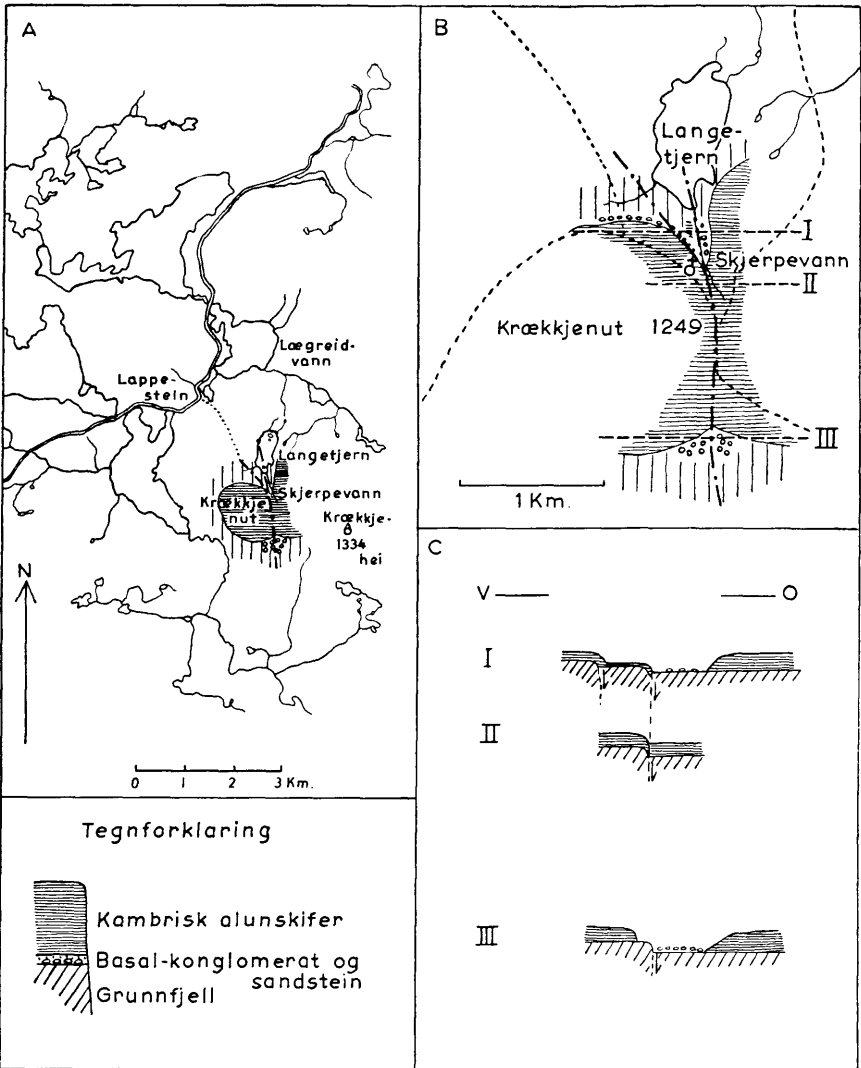 A
Lægreid-
vann
Lappe-
stein
Langetjern
Skjerpevann
Krækkje
nut
Krækkje-
1334
hei
N
0 1 2 3 Km.
Tegnforklaring
Kambrisk alunskifer
Basal-konglomerat og
sandstein
Grunnfjell
B
Lange-
tjern
I
Skjerpevann
II
Krækkjenut 1249
III
1 Km.
C
V O
I
II
III